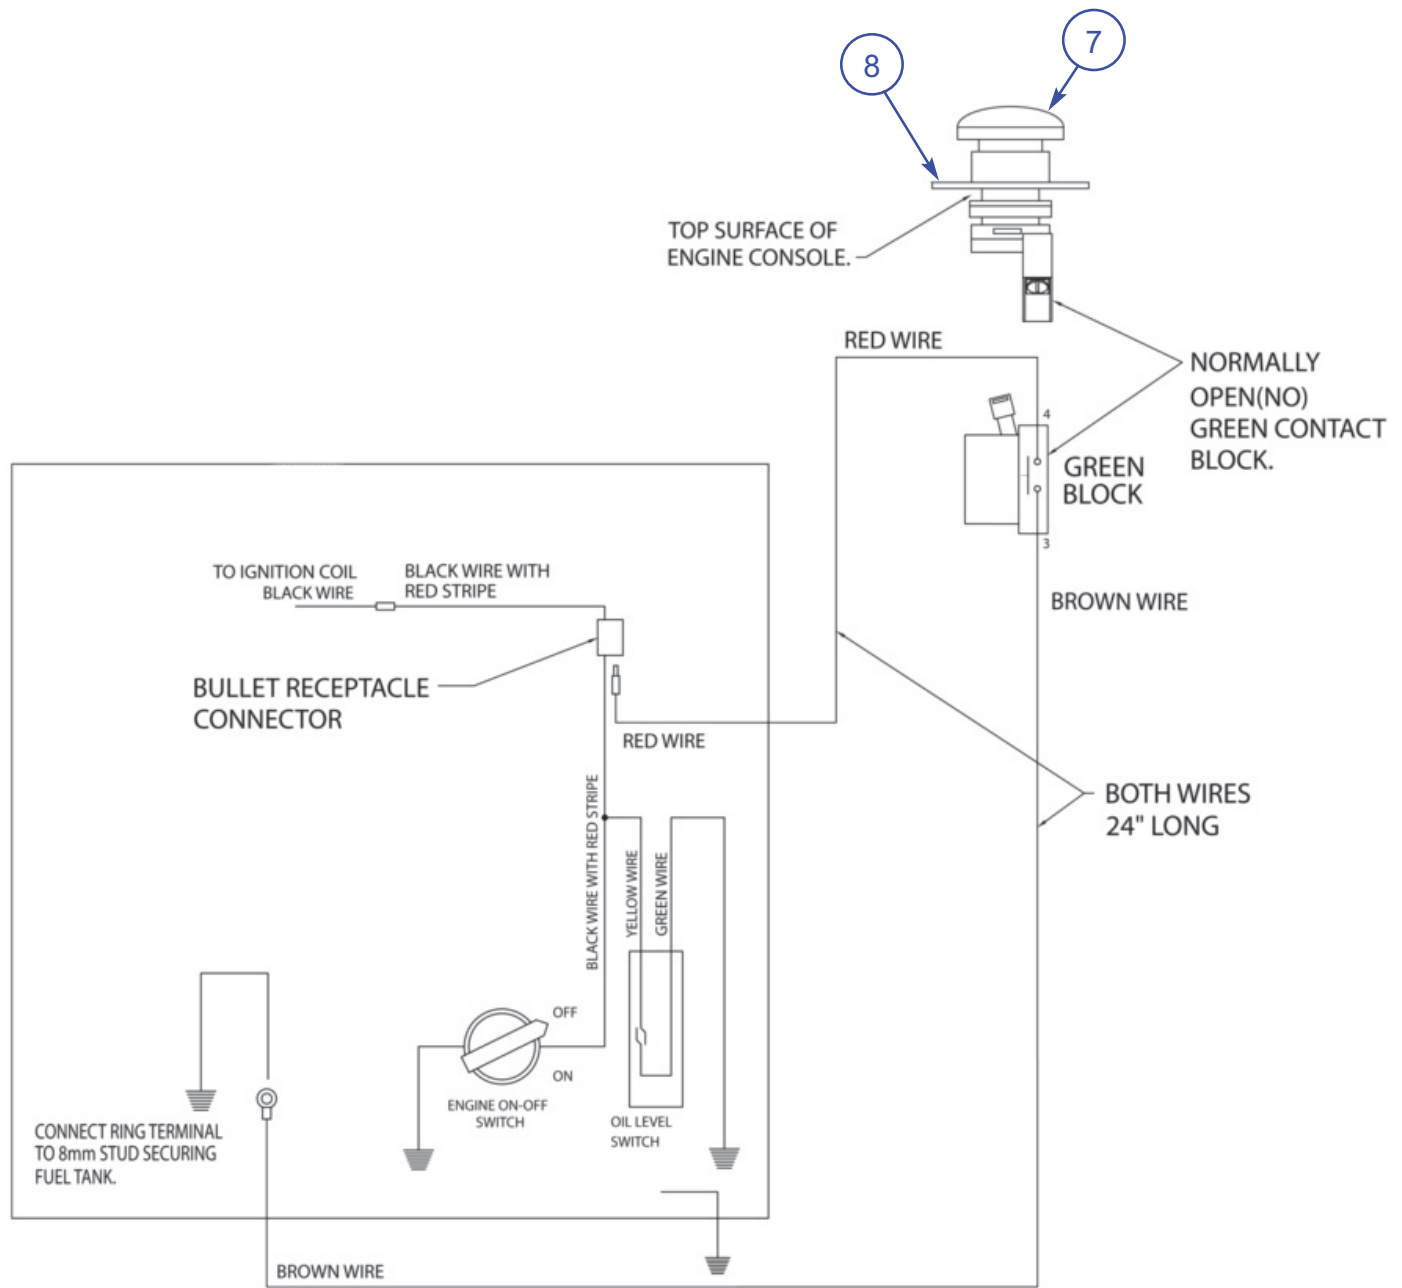 7
8
TOP SURFACE OF
ENGINE CONSOLE.
RED WIRE
NORMALLY
OPEN(NO)
GREEN CONTACT
BLOCK.
4
GREEN
BLOCK
3
TO IGNITION COIL
BLACK WIRE
BLACK WIRE WITH
RED STRIPE
BROWN WIRE
BULLET RECEPTACLE
CONNECTOR
RED WIRE
BOTH WIRES
24" LONG
BLACK WIRE WITH RED STRIPE
YELLOW WIRE
GREEN WIRE
OFF
ON
ENGINE ON-OFF
SWITCH
OIL LEVEL
SWITCH
CONNECT RING TERMINAL
TO 8mm STUD SECURING
FUEL TANK.
BROWN WIRE